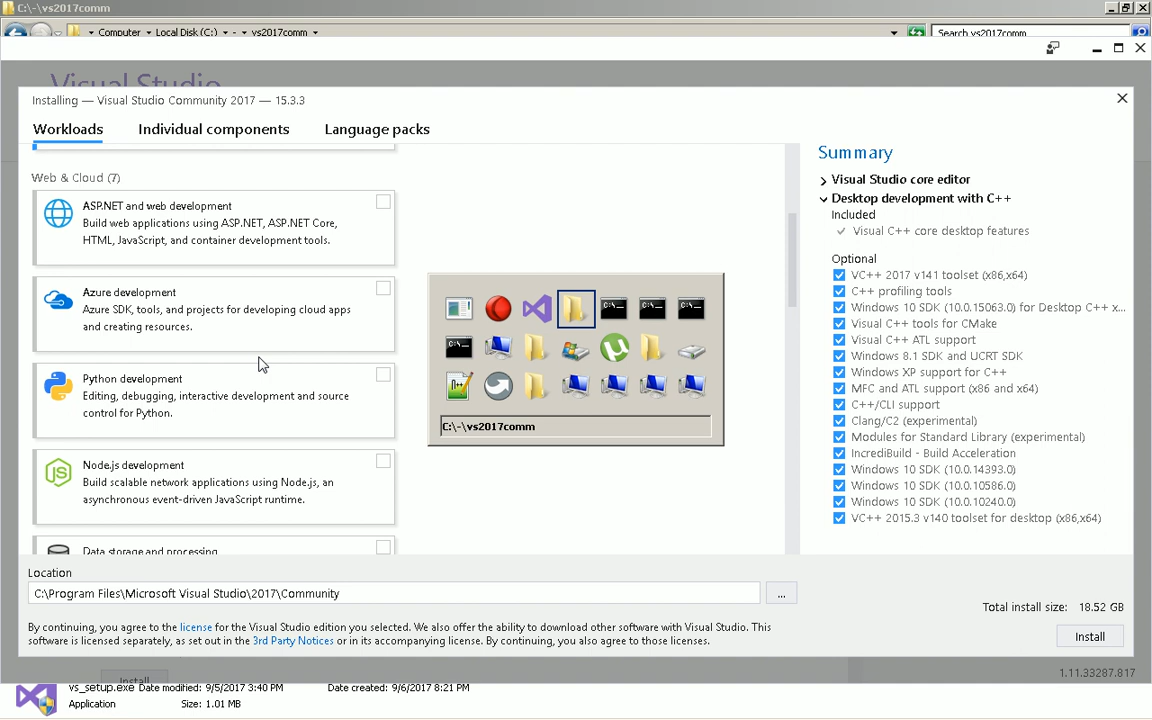 C:\-\vs2017comm
Computer
Local Disk (C:)
-
vs2017comm
Search vs2017comm
Visual Studio
Installing — Visual Studio Community 2017 — 15.3.3
Workloads
Individual components
Language packs
Web & Cloud (7)
ASP.NET and web development
Build web applications using ASP.NET, ASP.NET Core,
HTML, JavaScript, and container development tools.
Azure development
Azure SDK, tools, and projects for developing cloud apps
and creating resources.
Python development
Editing, debugging, interactive development and source
control for Python.
Node.js development
Build scalable network applications using Node.js, an
asynchronous event-driven JavaScript runtime.
Data storage and processing
C:\-\vs2017comm
Summary
Visual Studio core editor
Desktop development with C++
Included
Visual C++ core desktop features
Optional
VC++ 2017 v141 toolset (x86,x64)
C++ profiling tools
Windows 10 SDK (10.0.15063.0) for Desktop C++ x...
Visual C++ tools for CMake
Visual C++ ATL support
Windows 8.1 SDK and UCRT SDK
Windows XP support for C++
MFC and ATL support (x86 and x64)
C++/CLI support
Clang/C2 (experimental)
Modules for Standard Library (experimental)
IncrediBuild - Build Acceleration
Windows 10 SDK (10.0.14393.0)
Windows 10 SDK (10.0.10586.0)
Windows 10 SDK (10.0.10240.0)
VC++ 2015.3 v140 toolset for desktop (x86,x64)
Location
C:\Program Files\Microsoft Visual Studio\2017\Community
...
By continuing, you agree to the license for the Visual Studio edition you selected. We also offer the ability to download other software with Visual Studio. This
software is licensed separately, as set out in the 3rd Party Notices or in its accompanying license. By continuing, you also agree to those licenses.
Total install size: 18.52 GB
Install
Install
1.11.33287.817
vs_setup.exe Date modified: 9/5/2017 3:40 PM
Date created: 9/6/2017 8:21 PM
Application
Size: 1.01 MB